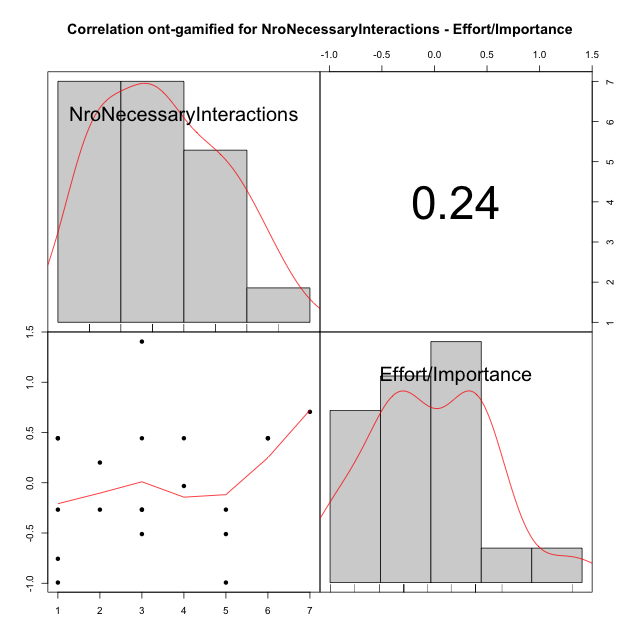 Correlation ont-gamified for NroNecessaryInteractions - Effort/Importance
-1.0 -0.5 0.0 0.5 1.0 1.5
NroNecessaryInteractions
0.24
7
6
5
4
3
2
1
1.5
1.0
0.5
0.0
-0.5
-1.0
Effort/Importance
1 2 3 4 5 6 7